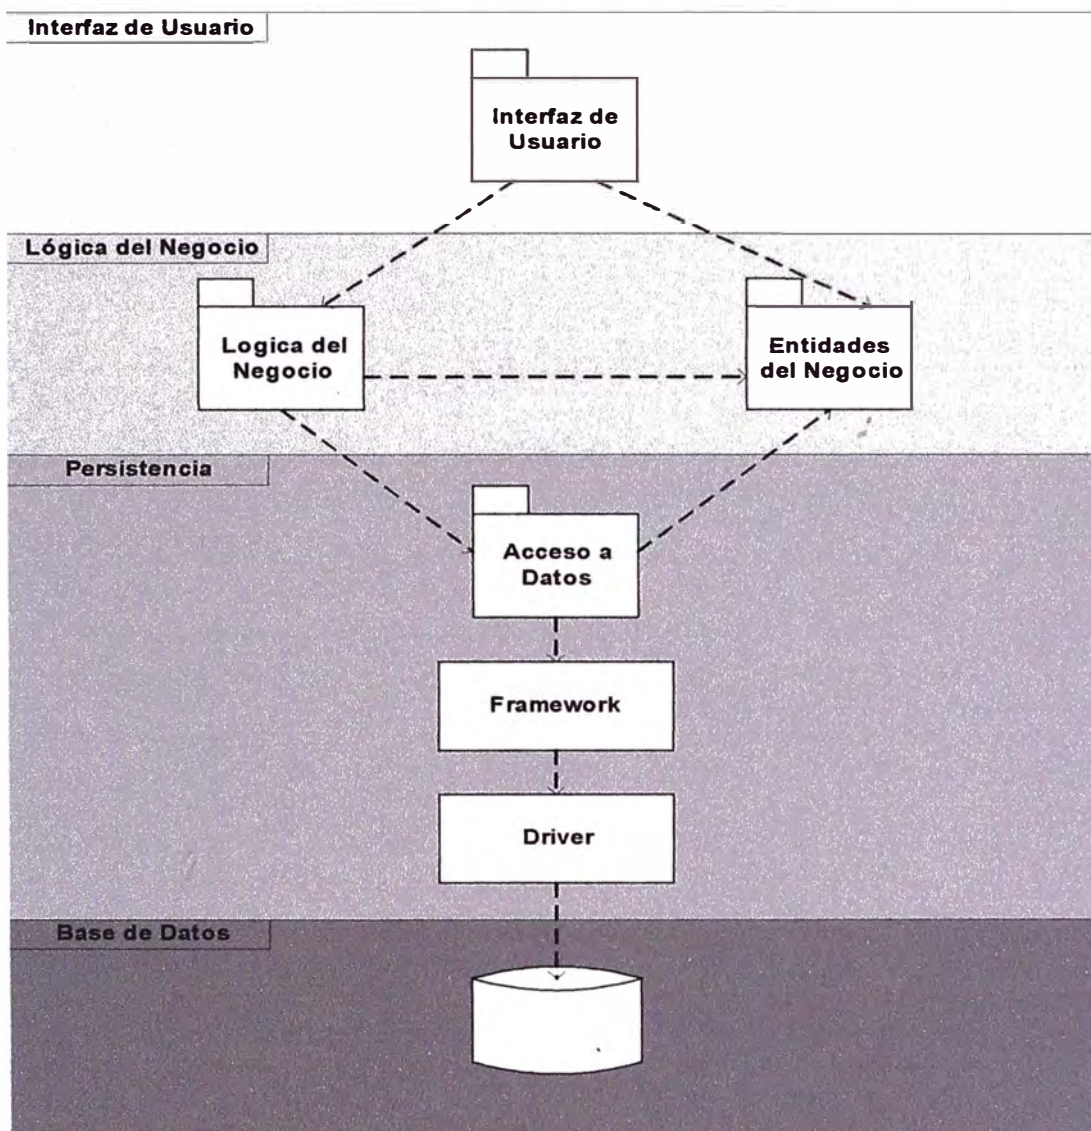 Interfaz de Usuario
Interfaz de
Usuario
Lógica del Negocio
Logica del
Negocio
Entidades
del Negocio
Persistencia
Acceso a
Datos
Framework
Driver
Base de Datos